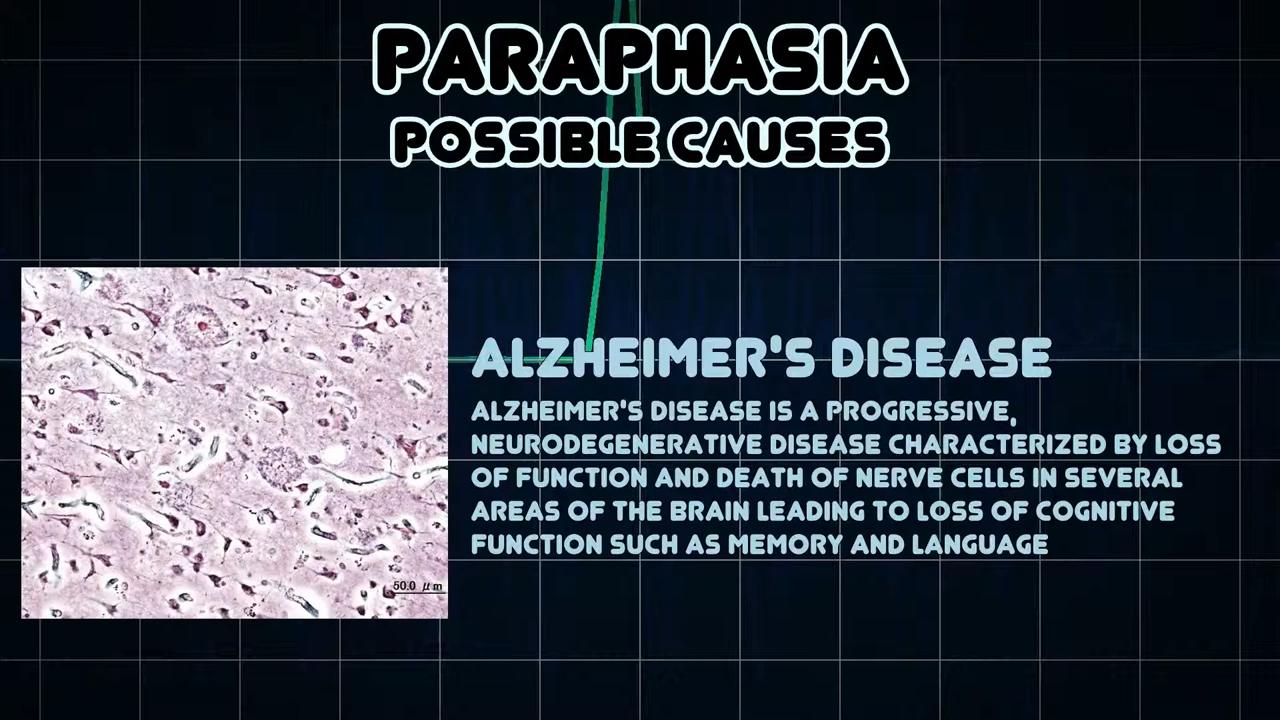 PARAPHASIA
POSSIBLE CAUSES
ALZHEIMER'S DISEASE
ALZHEIMER'S DISEASE IS A PROGRESSIVE,
NEURODEGENERATIVE DISEASE CHARACTERIZED BY LOSS
OF FUNCTION AND DEATH OF NERVE CELLS IN SEVERAL
AREAS OF THE BRAIN LEADING TO LOSS OF COGNITIVE
FUNCTION SUCH AS MEMORY AND LANGUAGE
50.0 μm